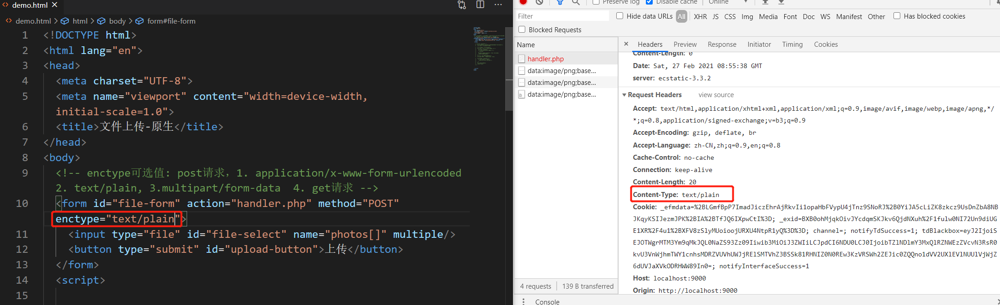 demo.html
demo.html > html > body > form#file-form
1 <!DOCTYPE html>
2 <html lang="en">
3 <head>
4 <meta charset="UTF-8">
5 <meta name="viewport" content="width=device-width,
initial-scale=1.0">
6 <title>文件上传-原生</title>
7 </head>
8 <body>
9 <!-- enctype可选值: post请求，1. application/x-www-form-urlencoded
2. text/plain, 3.multipart/form-data  4. get请求 -->
10 <form id="file-form" action="handler.php" method="POST"
enctype="text/plain">
11 <input type="file" id="file-select" name="photos[]" multiple/>
12 <button type="submit" id="upload-button">上传</button>
13 </form>
14 <script>
15
Preserve log Disable cache Online
Filter Hide data URLs All XHR JS CSS Img Media Font Doc WS Manifest Other Has blocked cookies
Blocked Requests
Name
handler.php
data:image/png;base...
data:image/png;base...
data:image/png;base...
4 requests 139 B transferred
Headers Preview Response Initiator Timing Cookies
Content-Length: 0
Date: Sat, 27 Feb 2021 08:55:38 GMT
server: ecstatic-3.3.2
Request Headers view source
Accept: text/html,application/xhtml+xml,application/xml;q=0.9,image/avif,image/webp,image/apng,*/
*;q=0.8,application/signed-exchange;v=b3;q=0.9
Accept-Encoding: gzip, deflate, br
Accept-Language: zh-CN,zh;q=0.9,en;q=0.8
Cache-Control: no-cache
Connection: keep-alive
Content-Length: 20
Content-Type: text/plain
Cookie: _efmdata=%2BLGmfBpP7ImadJiczEhrAjRkvIi1opaHbFVypU4jTnz9SNoRJ%2B0YiJA5cLiZK8zkcz9UsDnZbA8NB
JKqyKSIJezmJPK%2BIA%2BTfJQ6IXpwCtI%3D; _exid=BXB0ohMjqkOivJYcdqmSKJkv6QjdNXuh%2F1fulw0NI72Un9diUG
E1XR%2F4u1%2BXFV8zSlyMUoioojURXU4NtpR1yQ%3D%3D; channel=; notifyTdSuccess=1; tdBlackbox=eyJ2IjoiS
EJOTWgrMTM3Ym9qMkJQL0NaZS93Zz09Iiwib3MiOiJ3ZWIiLCJpdCI6NDU0LCJ0IjoibTZlNDlmY3MxQlRZNWEzZVcvN3RsR0
kvU3VnWjhmTWY1cnhsMDRZVUVhUWJjRElSMTVhZ3BSSk81RHNIZ0N0REw3KzVRSWh2ZEJic0ZQQno1dVV2UXlEVlNUUlVjWjZ
6dUVJaXVkODRHWW89In0=; notifyInterfaceSuccess=1
Host: localhost:9000
Origin: http://localhost:9000
Console